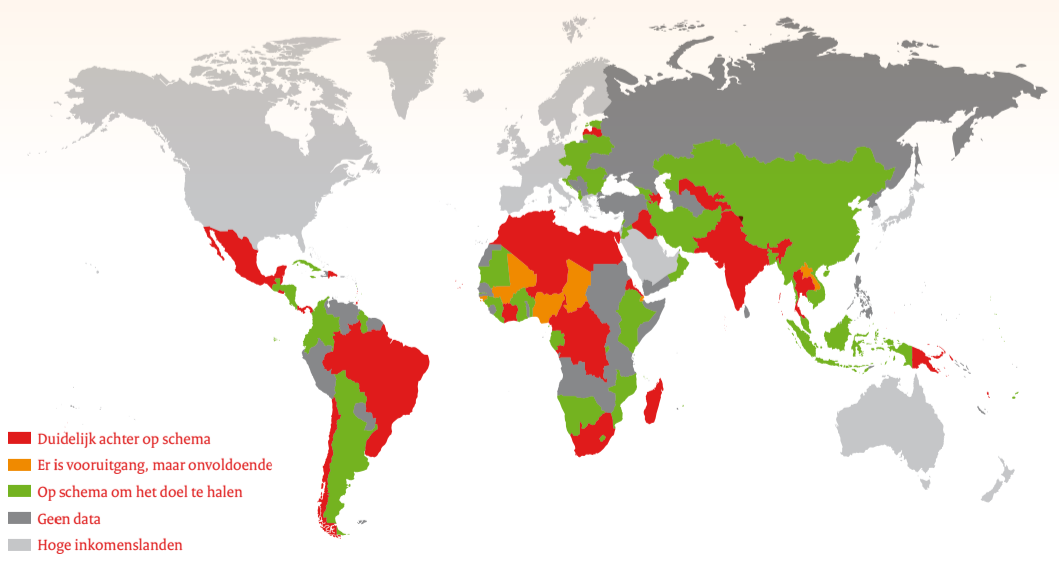 Duidelijk achter op schema
Er is vooruitgang, maar onvoldoende
Op schema om het doel te halen
Geen data
Hoge inkomenslanden